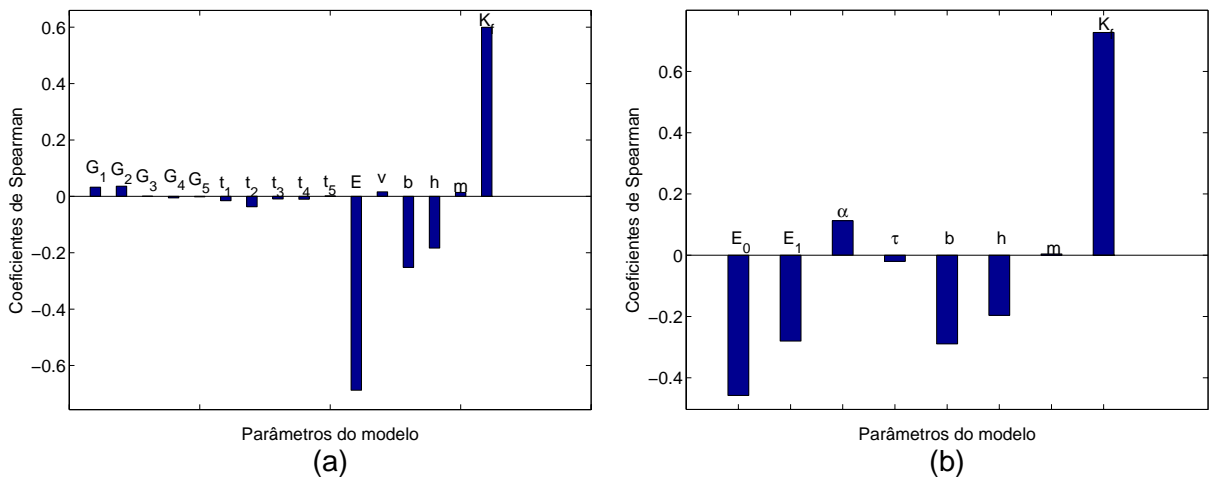 0.6
0.4
0.2
0
−0.2
−0.4
−0.6
Coeficientes de Spearman
G1 G2 G3 G4 G5 t1 t2 t3 t4 t5 E v b h m Kf
Parâmetros do modelo
(a)
0.6
0.4
0.2
0
−0.2
−0.4
Coeficientes de Spearman
E0 E1 α τ b h m Kf
Parâmetros do modelo
(b)